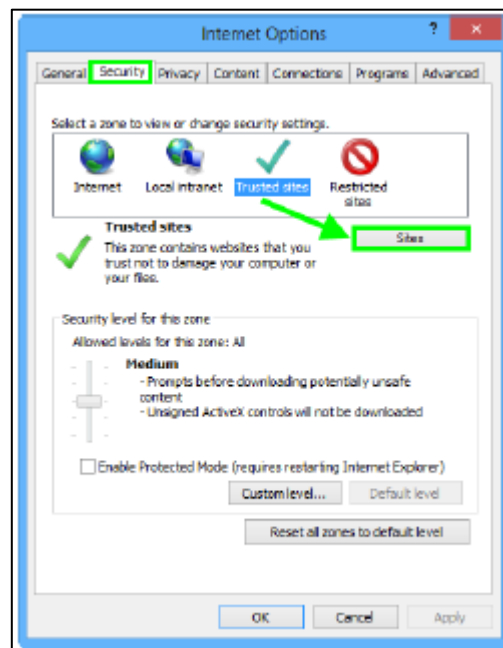 Internet Options ?
General Security Privacy Content Connections Programs Advanced
Select a zone to view or change security settings.
Internet Local intranet Trusted sites Restricted
sites
Sites
Trusted sites
This zone contains websites that you
trust not to damage your computer or
your files.
Security level for this zone
Allowed levels for this zone: All
Medium
- Prompts before downloading potentially unsafe
content
- Unsigned ActiveX controls will not be downloaded
Enable Protected Mode (requires restarting Internet Explorer)
Custom level... Default level
Reset all zones to default level
OK Cancel Apply